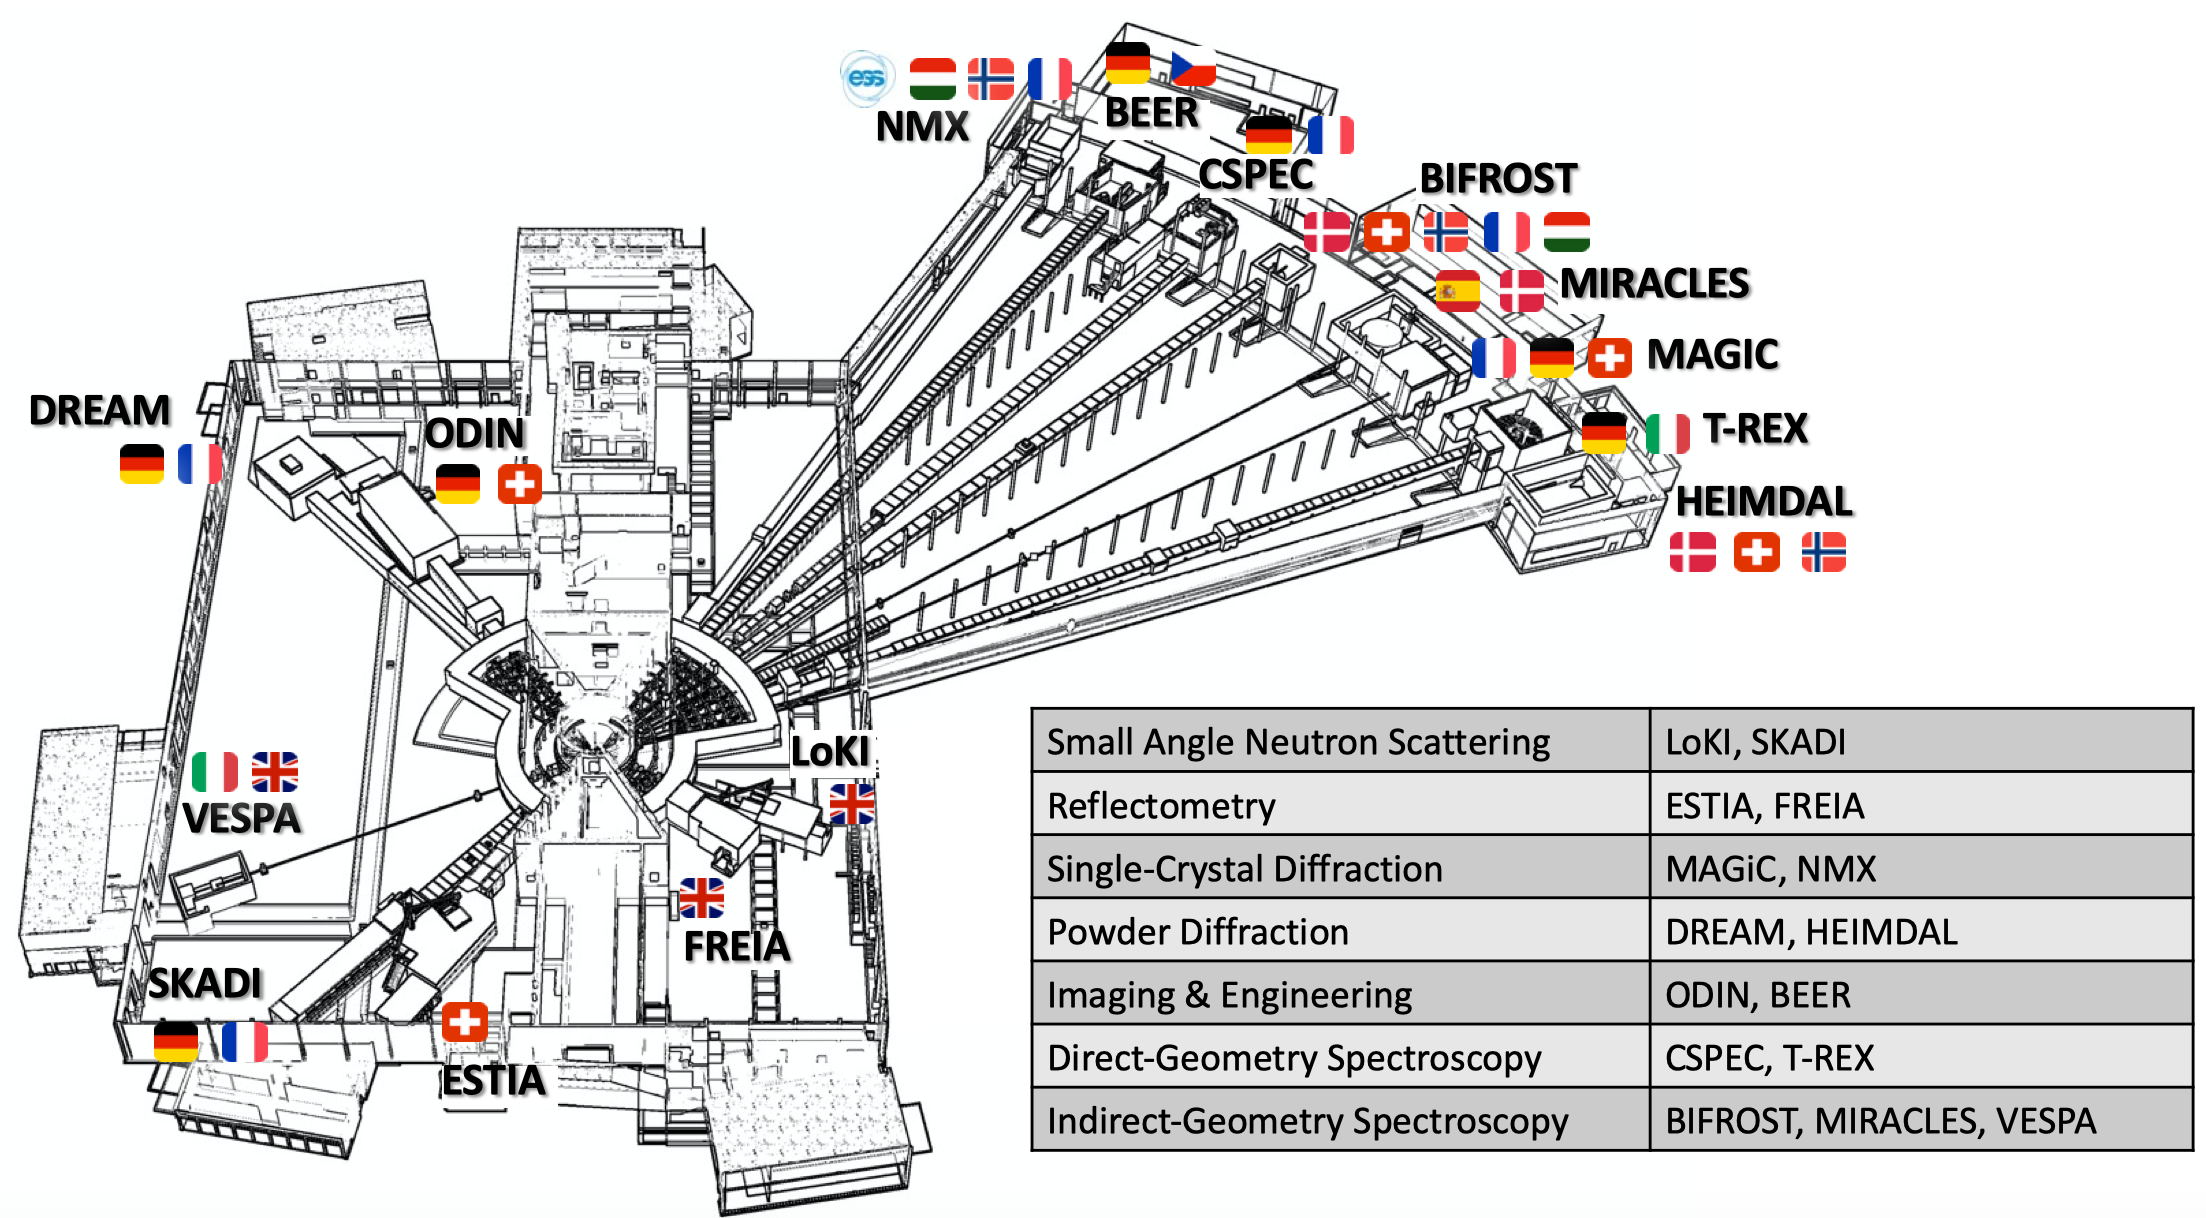 ess
NMX
BEER
CSPEC
BIFROST
MIRACLES
MAGIC
T-REX
HEIMDAL
DREAM
ODIN
LoKI
VESPA
FREIA
SKADI
ESTIA
Small Angle Neutron Scattering LoKI, SKADI
Reflectometry ESTIA, FREIA
Single-Crystal Diffraction MAGiC, NMX
Powder Diffraction DREAM, HEIMDAL
Imaging & Engineering ODIN, BEER
Direct-Geometry Spectroscopy CSPEC, T-REX
Indirect-Geometry Spectroscopy BIFROST, MIRACLES, VESPA